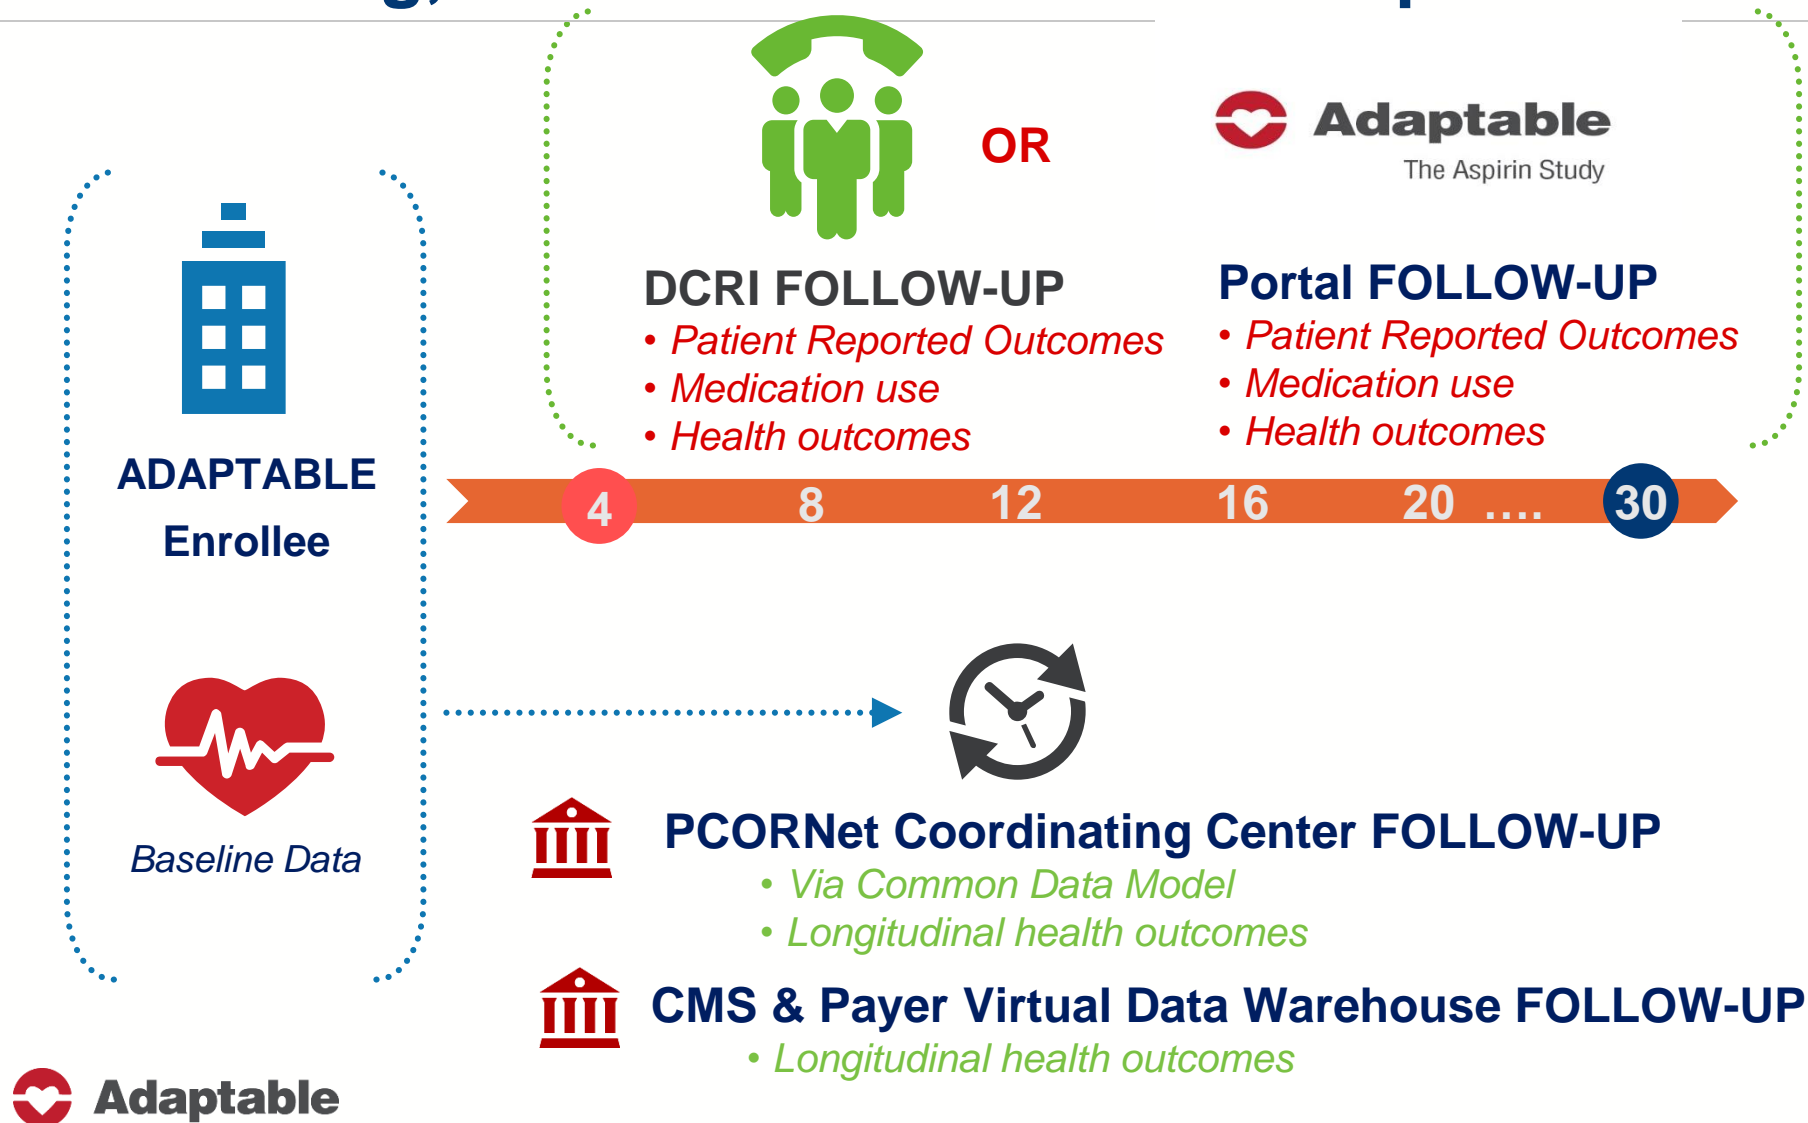 OR
Adaptable
The Aspirin Study
DCRI FOLLOW-UP
• Patient Reported Outcomes
• Medication use
• Health outcomes
Portal FOLLOW-UP
• Patient Reported Outcomes
• Medication use
• Health outcomes
ADAPTABLE
Enrollee
4 8 12 16 20 .... 30
Baseline Data
PCORNet Coordinating Center FOLLOW-UP
• Via Common Data Model
• Longitudinal health outcomes
CMS & Payer Virtual Data Warehouse FOLLOW-UP
• Longitudinal health outcomes
Adaptable